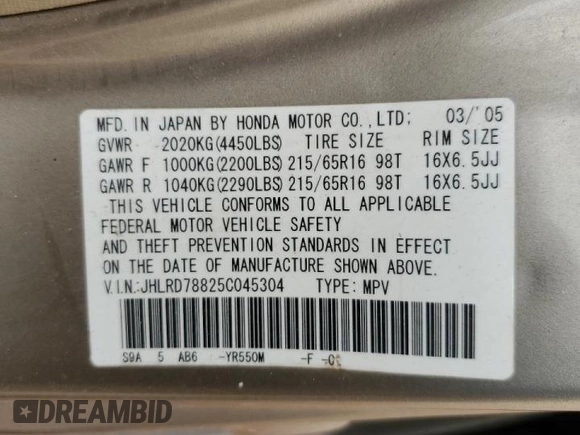 MFD. IN JAPAN BY HONDA MOTOR CO.,LTD; 03/'05
GVWR 2020KG(4450LBS) TIRE SIZE RIM SIZE
GAWR F 1000KG(2200LBS) 215/65R16 98T 16X6.5JJ
GAWR R 1040KG(2290LBS) 215/65R16 98T 16X6.5JJ
THIS VEHICLE CONFORMS TO ALL APPLICABLE
FEDERAL MOTOR VEHICLE SAFETY
AND THEFT PREVENTION STANDARDS IN EFFECT
ON THE DATE OF MANUFACTURE SHOWN ABOVE.
V.I.N:JHLRD78825C045304 TYPE: MPV
S9A 5 AB6 -YR550M -F
DREAMBID